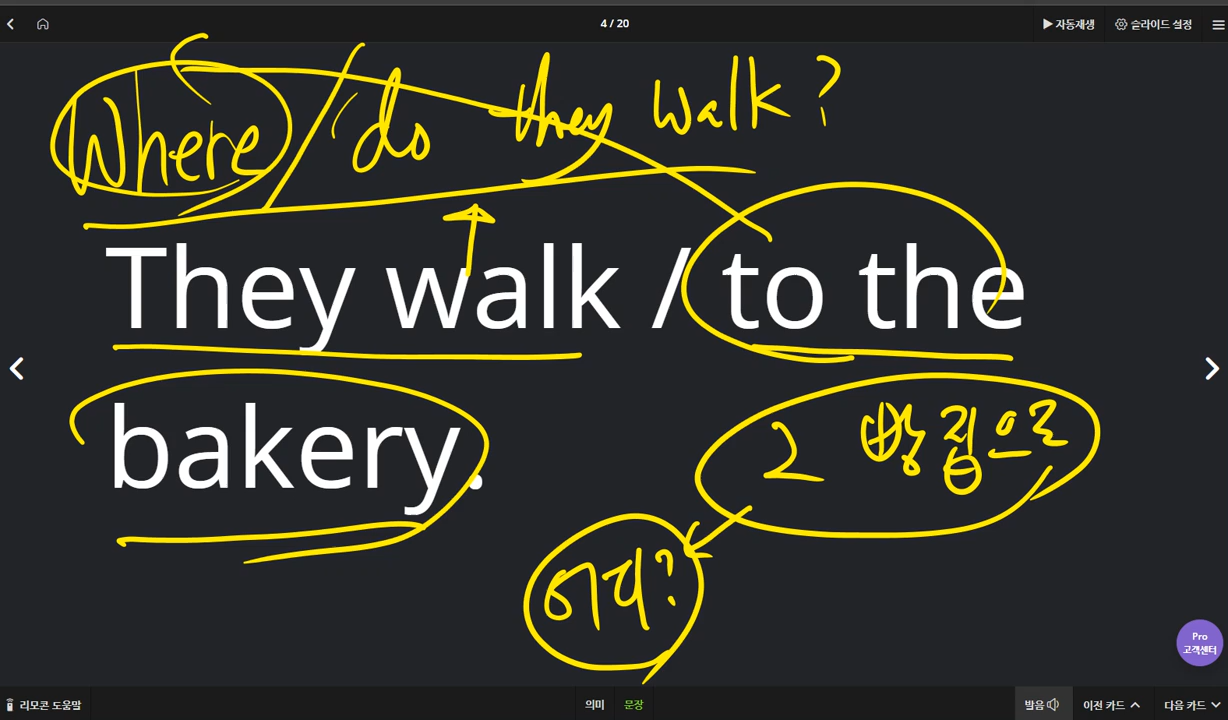 4 / 20
자동재생
슬라이드 설정
Where / do they walk?
They walk / to the
bakery.
2 빵집으로
어디?
Pro
고객센터
리모콘 도움말
의미
문장
발음
이전 카드
다음 카드